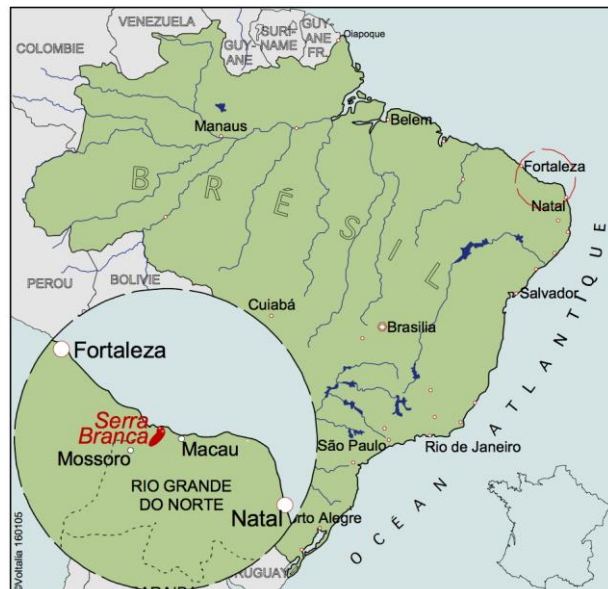 VENEZUELA
COLOMBIE
GUY-
ANE
SURI-
NAME
GUY-
ANE
FR.
Oiapoque
Manaus
Belem
Fortaleza
Natal
BRÉSIL
PEROU
BOLIVIE
Cuiabá
Brasilia
Salvador
OCÉAN ATLANTIQUE
São Paulo
Rio de Janeiro
Fortaleza
Serra
Branca
Mossoro
Macau
RIO GRANDE
DO NORTE
Natal
rto Alegre
RUGUAY
©Voltalia 160105